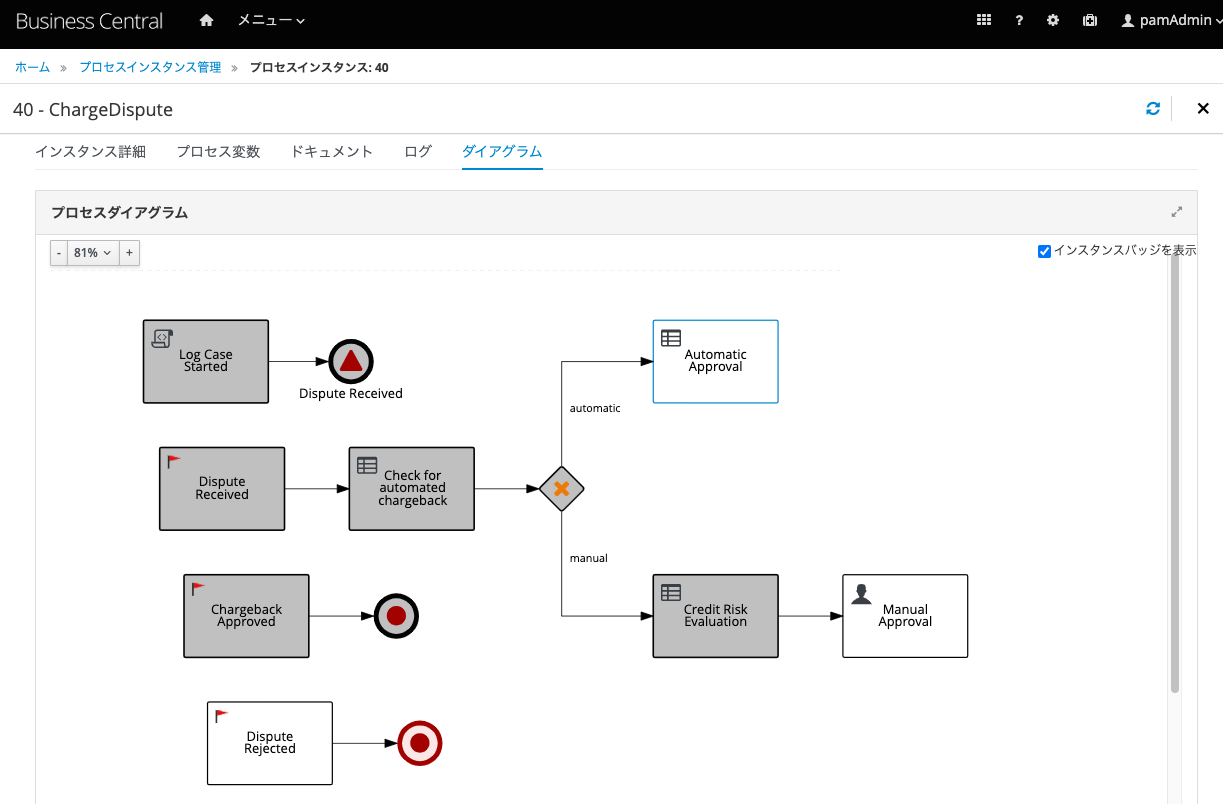 Business Central
メニュー
?
pamAdmin
ホーム » プロセスインスタンス管理 » プロセスインスタンス: 40
40 - ChargeDispute
インスタンス詳細 プロセス変数 ドキュメント ログ ダイアグラム
プロセスダイアグラム
- 81% +
インスタンスバッジを表示
Log Case
Started
Dispute Received
Automatic
Approval
automatic
Dispute
Received
Check for
automated
chargeback
manual
Chargeback
Approved
Credit Risk
Evaluation
Manual
Approval
Dispute
Rejected